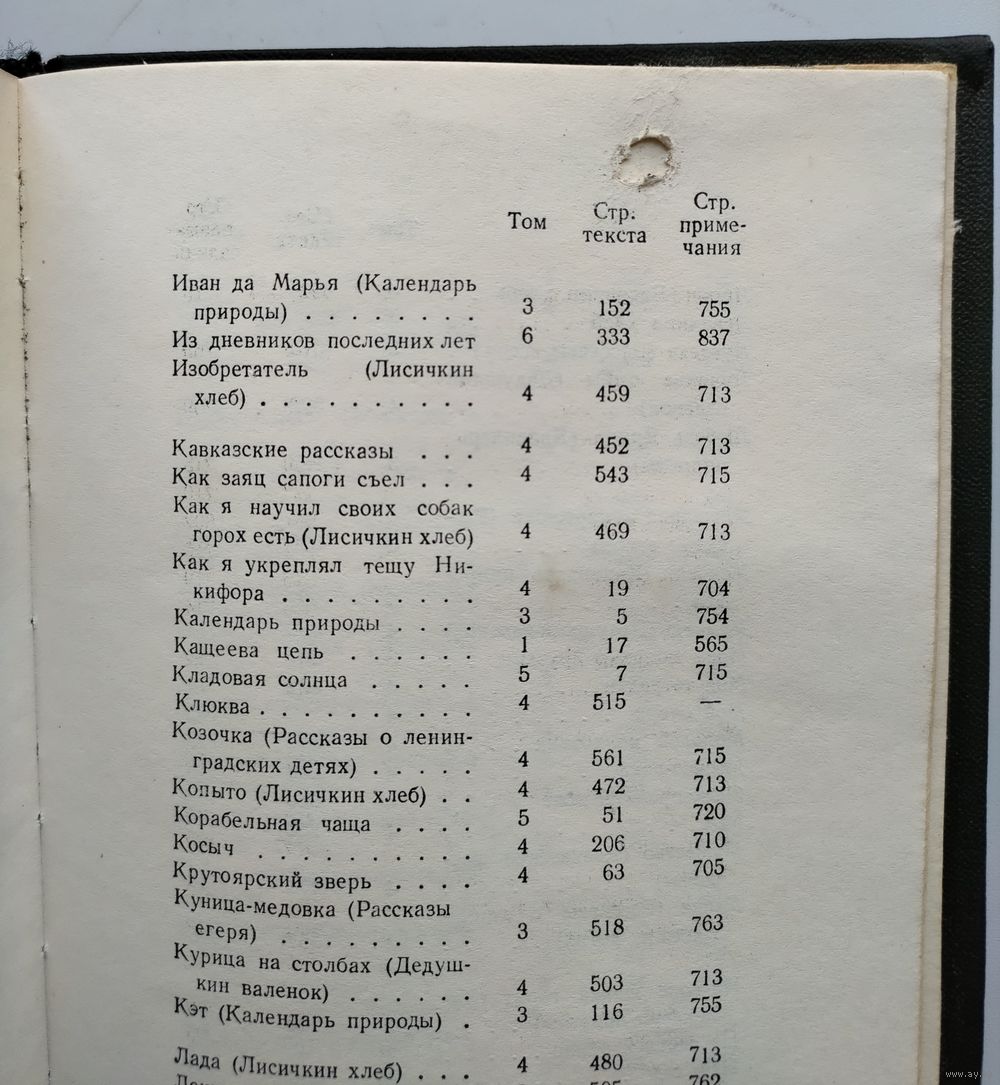 Том Стр. текста Стр. приме-
чания
Иван да Марья (Календарь
природы) . . . . . . . . 3 152 755
Из дневников последних лет 6 333 837
Изобретатель (Лисичкин
хлеб) . . . . . . . . . . 4 459 713
Кавказские рассказы . . . 4 452 713
Как заяц сапоги съел . . . 4 543 715
Как я научил своих собак
горох есть (Лисичкин хлеб) 4 469 713
Как я укреплял тещу Ни-
кифора . . . . . . . . . 4 19 704
Календарь природы . . . . 3 5 754
Кащеева цепь . . . . . . 1 17 565
Кладовая солнца . . . . . 5 7 715
Клюква . . . . . . . . . . 4 515 —
Козочка (Рассказы о ленин-
градских детях) . . . . . 4 561 715
Копыто (Лисичкин хлеб) . . 4 472 713
Корабельная чаща . . . . 5 51 720
Косыч . . . . . . . . . . 4 206 710
Крутоярский зверь . . . . 4 63 705
Куница-медовка (Рассказы
егеря) . . . . . . . . . 3 518 763
Курица на столбах (Дедуш-
кин валенок) . . . . . . 4 503 713
Кэт (Календарь природы) . 3 116 755
Лада (Лисичкин хлеб) . . . 4 480 713
762
www.ay.